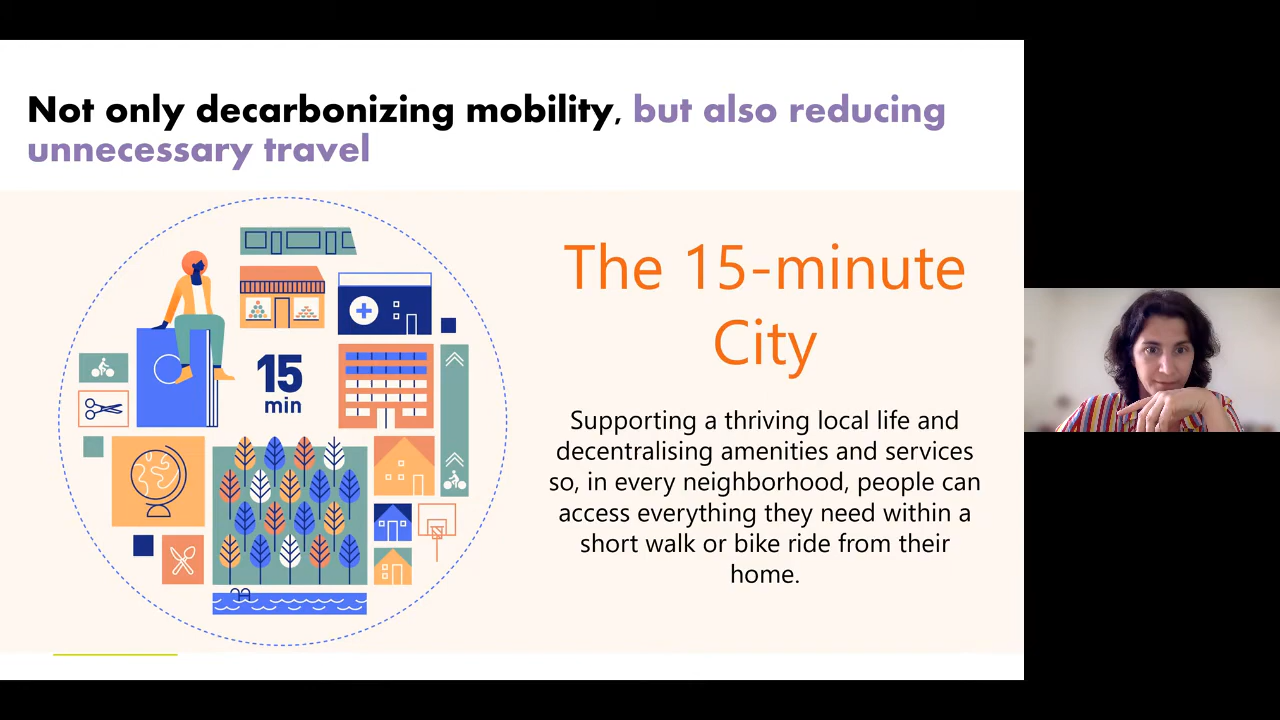 Not only decarbonizing mobility, but also reducing
unnecessary travel
15
min
The 15-minute
City
Supporting a thriving local life and
decentralising amenities and services
so, in every neighborhood, people can
access everything they need within a
short walk or bike ride from their
home.